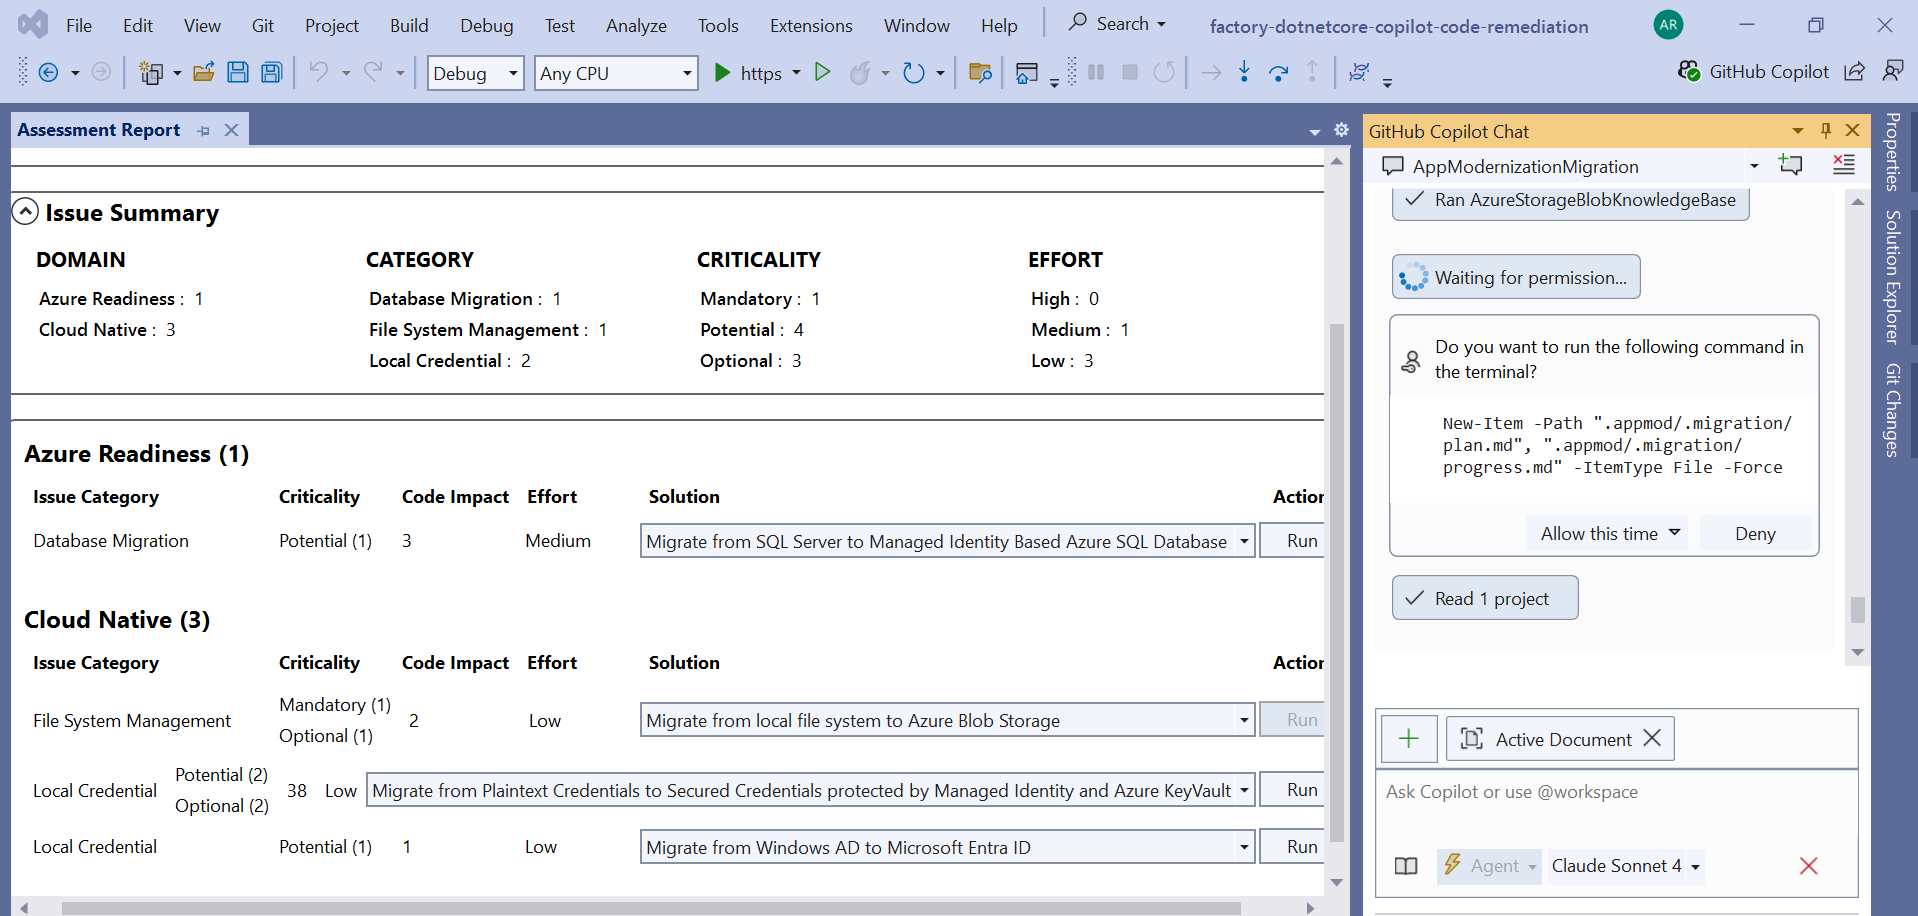 File Edit View Git Project Build Debug Test Analyze Tools Extensions Window Help Search factory-dotnetcore-copilot-code-remediation AR
Debug Any CPU https GitHub Copilot
Assessment Report
Issue Summary
DOMAIN CATEGORY CRITICALITY EFFORT
Azure Readiness : 1 Database Migration : 1 Mandatory : 1 High : 0
Cloud Native : 3 File System Management : 1 Potential : 4 Medium : 1
Local Credential : 2 Optional : 3 Low : 3
Azure Readiness (1)
Issue Category Criticality Code Impact Effort Solution Action
Database Migration Potential (1) 3 Medium Migrate from SQL Server to Managed Identity Based Azure SQL Database Run
Cloud Native (3)
Issue Category Criticality Code Impact Effort Solution Action
File System Management Mandatory (1) 2 Low Migrate from local file system to Azure Blob Storage Run
Optional (1)
Local Credential Potential (2) 38 Low Migrate from Plaintext Credentials to Secured Credentials protected by Managed Identity and Azure KeyVault Run
Optional (2)
Local Credential Potential (1) 1 Low Migrate from Windows AD to Microsoft Entra ID Run
GitHub Copilot Chat
AppModernizationMigration
Ran AzureStorageBlobKnowledgeBase
Waiting for permission...
Do you want to run the following command in
the terminal?
New-Item -Path ".appmod/.migration/
plan.md", ".appmod/.migration/
progress.md" -ItemType File -Force
Allow this time Deny
Read 1 project
Active Document
Ask Copilot or use @workspace
Agent Claude Sonnet 4
Properties
Solution Explorer
Git Changes